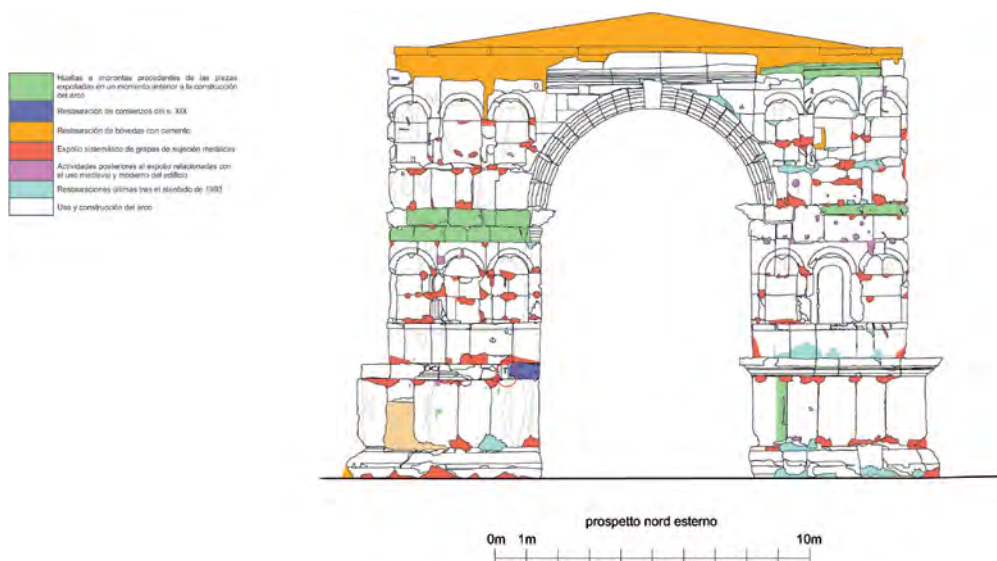 Huellas e improntas procedentes de las piezas
expoliadas en un momento anterior a la construcción
del arco
Restauración de comienzos del s. XIX
Restauración de bóvedas con cemento
Expolio sistemático de grapas de sujeción metálicas
Actividades posteriores al expolio relacionadas con
el uso medieval y moderno del edificio
Restauraciones últimas tras el atentado de 1993
Uso y construcción del arco
prospetto nord esterno
0m 1m 10m